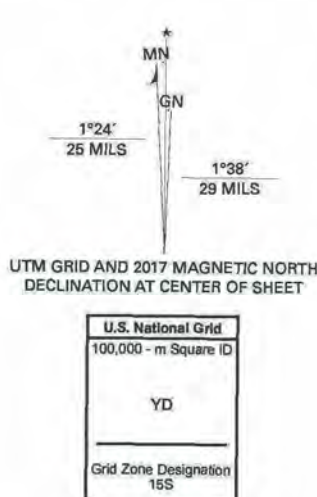 ★
MN
GN
1°24′
25 MILS
1°38′
29 MILS
UTM GRID AND 2017 MAGNETIC NORTH
DECLINATION AT CENTER OF SHEET
U.S. National Grid
100,000 - m Square ID
YD
Grid Zone Designation
15S